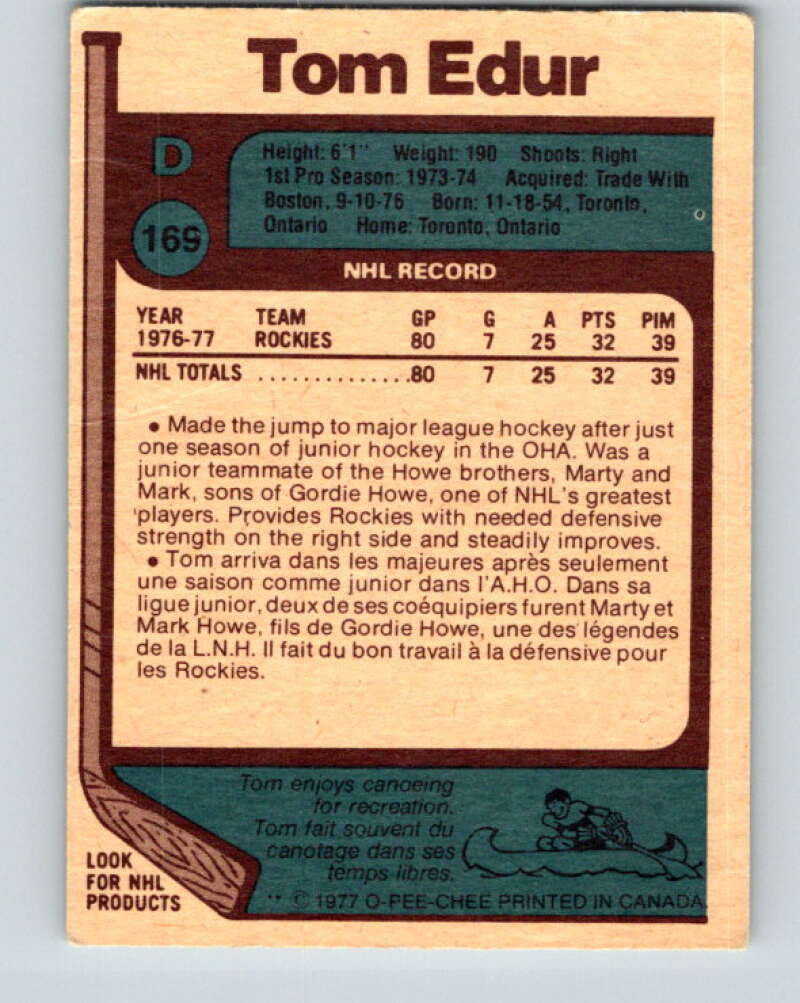 Tom Edur
D
169
Height: 6'1" Weight: 190 Shoots: Right
1st Pro Season: 1973-74 Acquired: Trade With
Boston, 9-10-76 Born: 11-18-54, Toronto,
Ontario Home: Toronto, Ontario
NHL RECORD
YEAR TEAM GP G A PTS PIM
1976-77 ROCKIES 80 7 25 32 39
NHL TOTALS ..............80 7 25 32 39
• Made the jump to major league hockey after just
one season of junior hockey in the OHA. Was a
junior teammate of the Howe brothers, Marty and
Mark, sons of Gordie Howe, one of NHL's greatest
players. Provides Rockies with needed defensive
strength on the right side and steadily improves.
• Tom arriva dans les majeures après seulement
une saison comme junior dans l'A.H.O. Dans sa
ligue junior, deux de ses coéquipiers furent Marty et
Mark Howe, fils de Gordie Howe, une des légendes
de la L.N.H. Il fait du bon travail à la défensive pour
les Rockies.
Tom enjoys canoeing
for recreation.
Tom fait souvent du
canotage dans ses
temps libres.
LOOK
FOR NHL
PRODUCTS
** © 1977 O-PEE-CHEE PRINTED IN CANADA